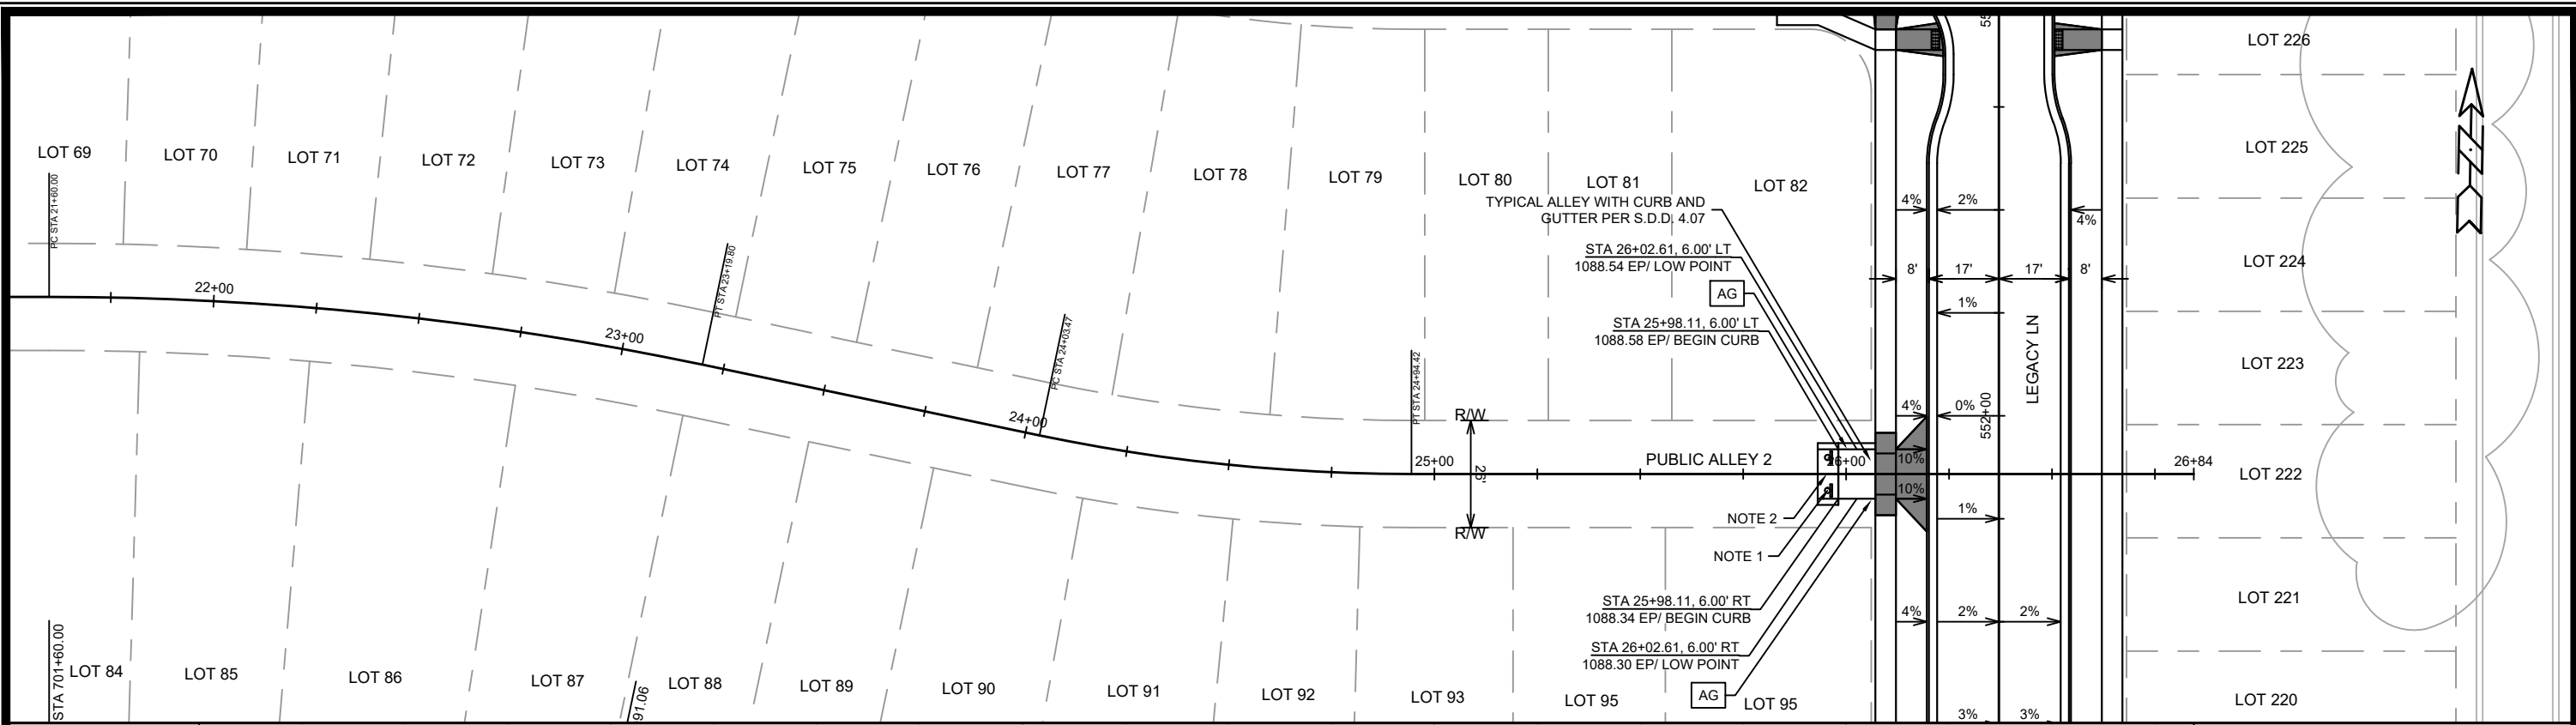 LOT 69
LOT 70
LOT 71
LOT 72
LOT 73
LOT 74
LOT 75
LOT 76
LOT 77
LOT 78
LOT 79
LOT 80
LOT 81
LOT 82
LOT 226
LOT 225
LOT 224
LOT 223
LOT 222
LOT 221
LOT 220
55
TYPICAL ALLEY WITH CURB AND
GUTTER PER S.D.D. 4.07
STA 26+02.61, 6.00' LT
1088.54 EP/ LOW POINT
AG
STA 25+98.11, 6.00' LT
1088.58 EP/ BEGIN CURB
4%
2%
4%
8'
17'
17'
8'
1%
LEGACY LN
4%
0%
552+00
PC STA 21+60.00
22+00
23+00
PT STA 23+19.80
PC STA 24+03.47
24+00
PT STA 24+94.42
R/W
26'
R/W
25+00
PUBLIC ALLEY 2
26+00
10%
10%
26+84
1%
NOTE 2
NOTE 1
STA 25+98.11, 6.00' RT
1088.34 EP/ BEGIN CURB
STA 26+02.61, 6.00' RT
1088.30 EP/ LOW POINT
AG
4%
2%
2%
3%
3%
STA 701+60.00
LOT 84
LOT 85
LOT 86
LOT 87
91.06
LOT 88
LOT 89
LOT 90
LOT 91
LOT 92
LOT 93
LOT 95
LOT 95